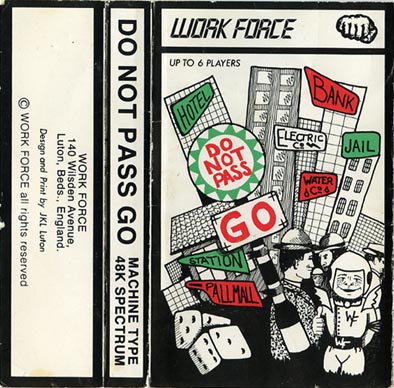 WORK FORCE
140 Wilsden Avenue,
Luton, Beds., England.
Design and Print by JKL Luton
© WORK FORCE all rights reserved
DO NOT PASS GO
MACHINE TYPE
48K SPECTRUM
WORK FORCE
UP TO 6 PLAYERS
HOTEL
BANK
DO
NOT
PASS
ELECTRIC
Co
JAIL
WATER
Co
GO
STATION
PALL MALL
WF